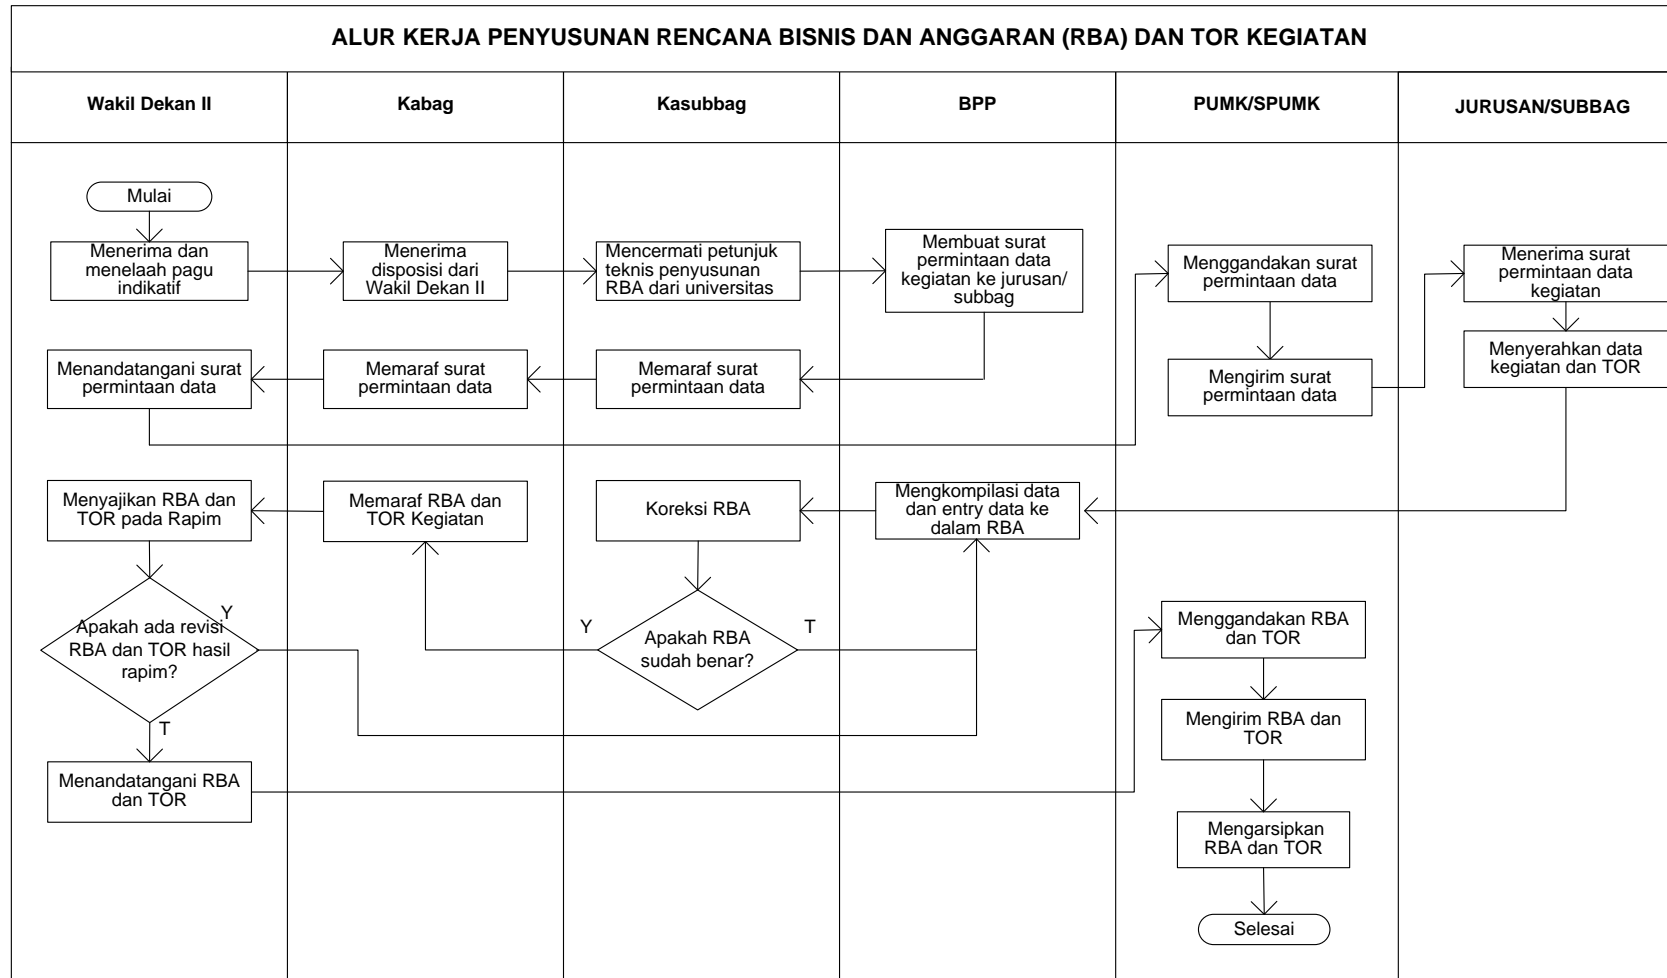 ALUR KERJA PENYUSUNAN RENCANA BISNIS DAN ANGGARAN (RBA) DAN TOR KEGIATAN
Wakil Dekan II
Kabag
Kasubbag
BPP
PUMK/SPUMK
JURUSAN/SUBBAG
Mulai
Menerima dan
menelaah pagu
indikatif
Menerima
disposisi dari
Wakil Dekan II
Mencermati petunjuk
teknis penyusunan
RBA dari universitas
Membuat surat
permintaan data
kegiatan ke jurusan/
subbag
Menggandakan surat
permintaan data
Menerima surat
permintaan data
kegiatan
Menandatangani surat
permintaan data
Memaraf surat
permintaan data
Memaraf surat
permintaan data
Mengirim surat
permintaan data
Menyerahkan data
kegiatan dan TOR
Menyajikan RBA dan
TOR pada Rapim
Memaraf RBA dan
TOR Kegiatan
Koreksi RBA
Mengkompilasi data
dan entry data ke
dalam RBA
Y
Apakah ada revisi
RBA dan TOR hasil
rapim?
Y
Apakah RBA
sudah benar?
T
Menggandakan RBA
dan TOR
T
Mengirim RBA dan
TOR
Menandatangani RBA
dan TOR
Mengarsipkan
RBA dan TOR
Selesai